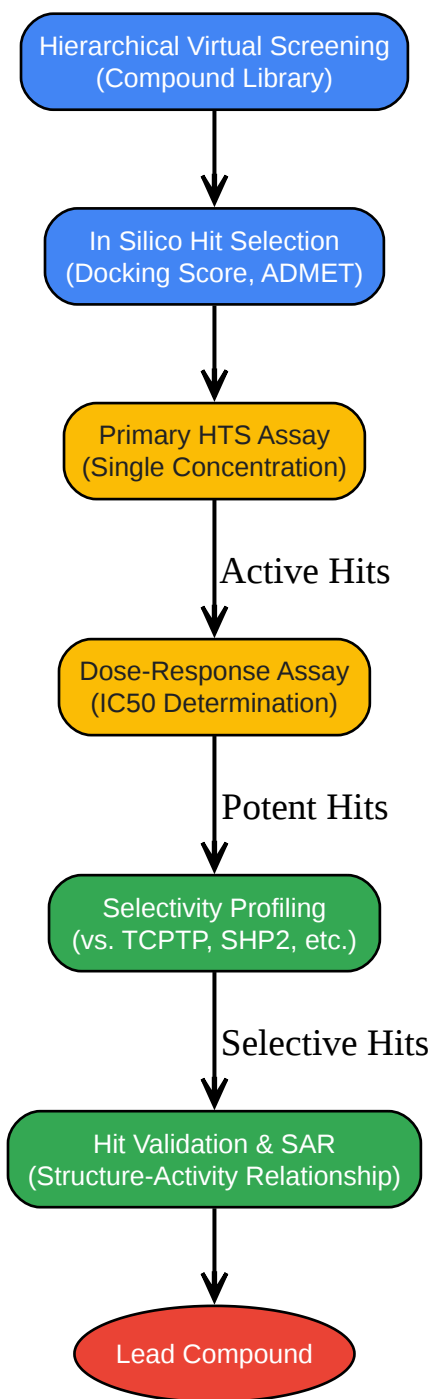 Hierarchical Virtual Screening
(Compound Library)
In Silico Hit Selection
(Docking Score, ADMET)
Primary HTS Assay
(Single Concentration)
Active Hits
Dose-Response Assay
(IC50 Determination)
Potent Hits
Selectivity Profiling
(vs. TCPTP, SHP2, etc.)
Selective Hits
Hit Validation & SAR
(Structure-Activity Relationship)
Lead Compound